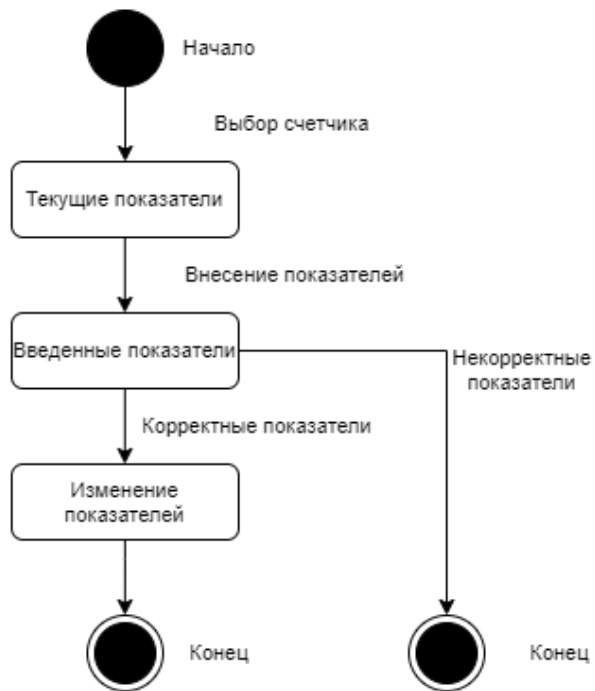 Начало
Выбор счетчика
Текущие показатели
Внесение показателей
Введенные показатели
Некорректные
показатели
Корректные показатели
Изменение
показателей
Конец
Конец